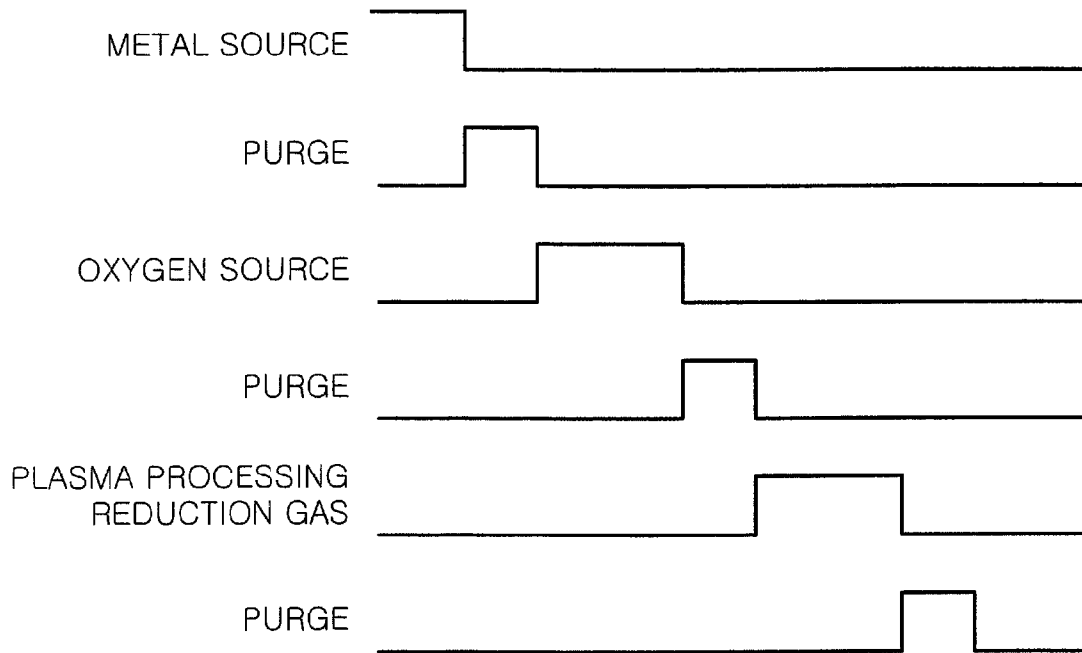 METAL SOURCE
PURGE
OXYGEN SOURCE
PURGE
PLASMA PROCESSING
REDUCTION GAS
PURGE